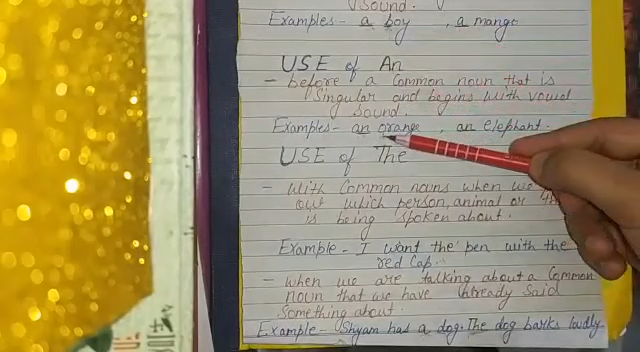 Sound.
Examples - a boy , a mango
USE of An
- before a Common noun that is
Singular and begins with vowel
Sound.
Examples - an orange , an elephant.
USE of The
- With Common nouns when we
out which person, animal or
is being spoken about.
Example - I want the pen with the
red Cap.
- When we are talking about a Common
noun that we have already Said
Something about.
Example - Shyam has a dog. The dog barks loudly.